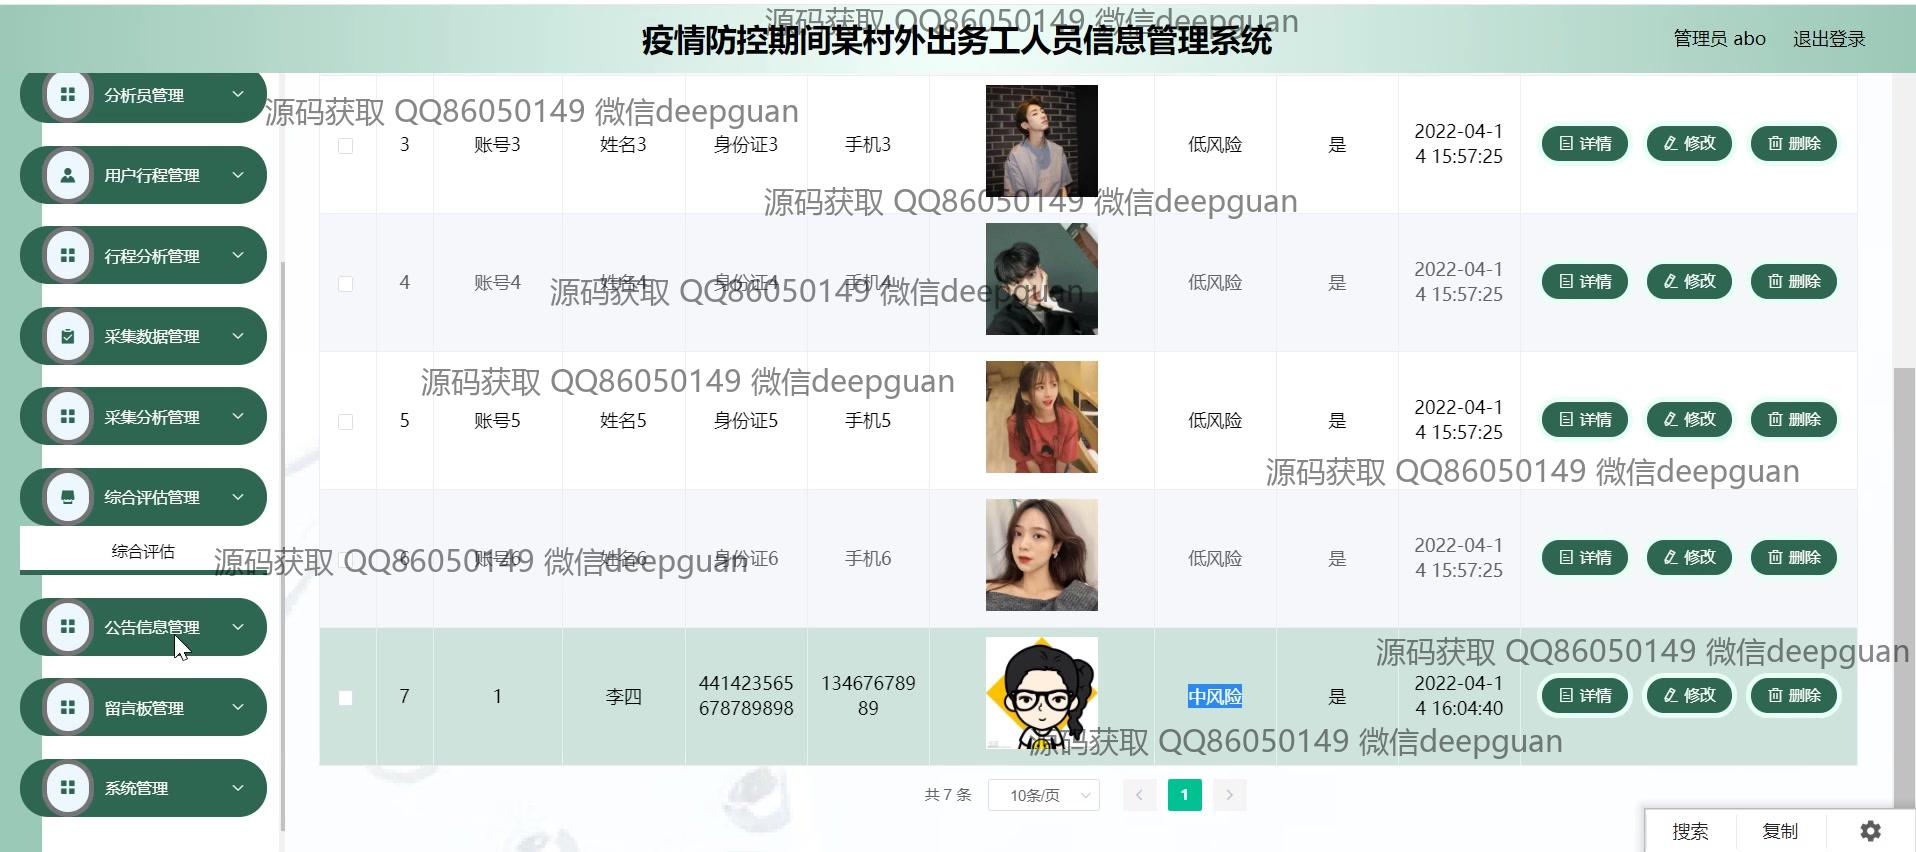 源码获取 QQ86050149 微信deepguan
疫情防控期间某村外出务工人员信息管理系统
管理员 abo
退出登录
分析员管理
源码获取 QQ86050149 微信deepguan
3 账号3 姓名3 身份证3 手机3 低风险 是 2022-04-1
4 15:57:25 详情 修改 删除
用户行程管理
源码获取 QQ86050149 微信deepguan
行程分析管理
4 账号4 姓名4 身份证4 手机4 低风险 是 2022-04-1
4 15:57:25 详情 修改 删除
源码获取 QQ86050149 微信deepguan
采集数据管理
源码获取 QQ86050149 微信deepguan
采集分析管理
5 账号5 姓名5 身份证5 手机5 低风险 是 2022-04-1
4 15:57:25 详情 修改 删除
源码获取 QQ86050149 微信deepguan
综合评估管理
综合评估
6 账号6 姓名6 身份证6 手机6 低风险 是 2022-04-1
4 15:57:25 详情 修改 删除
源码获取 QQ86050149 微信deepguan
公告信息管理
源码获取 QQ86050149 微信deepguan
7 1 李四 441423565
678789898 134676789
89 中风险 是 2022-04-1
4 16:04:40 详情 修改 删除
留言板管理
源码获取 QQ86050149 微信deepguan
系统管理
共 7 条 10条/页 1
搜索 复制